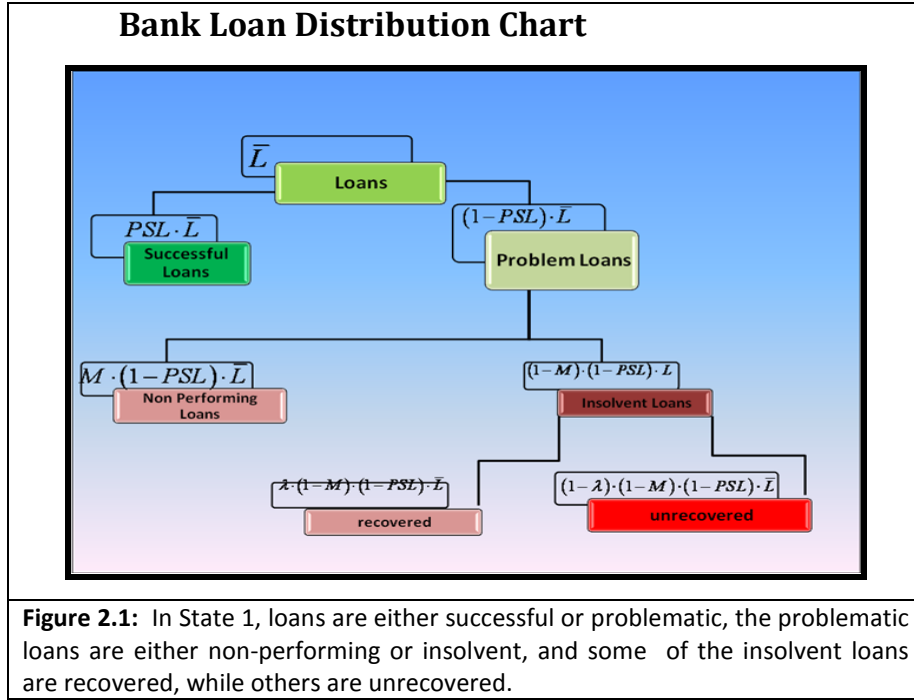 Bank Loan Distribution Chart
L̅
Loans
PSL·L̅
Successful
Loans
(1−PSL)·L̅
Problem Loans
M·(1−PSL)·L̅
Non Performing
Loans
(1−M)·(1−PSL)·L
Insolvent Loans
λ·(1−M)·(1−PSL)·L̅
recovered
(1−λ)·(1−M)·(1−PSL)·L̅
unrecovered
Figure 2.1: In State 1, loans are either successful or problematic, the problematic
loans are either non-performing or insolvent, and some of the insolvent loans
are recovered, while others are unrecovered.